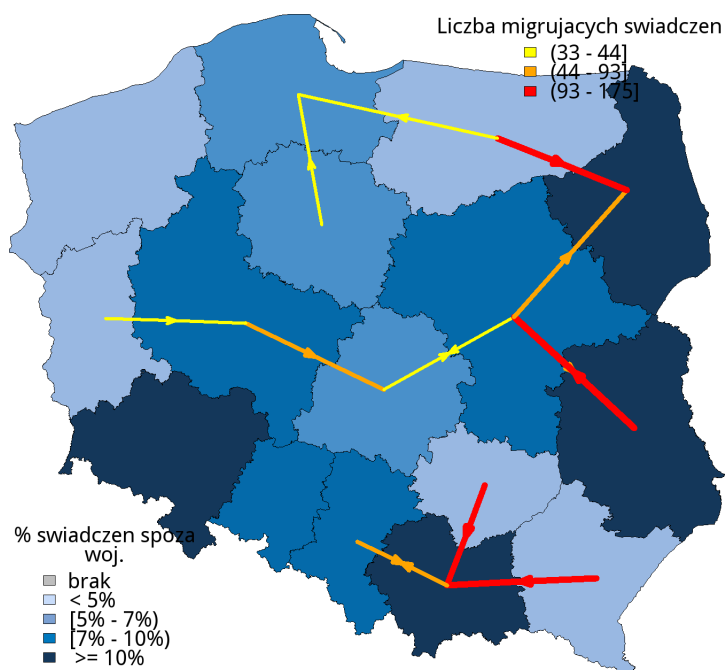 Liczba migrujacych swiadczen
(33 - 44]
(44 - 93]
(93 - 175]
% swiadczen spoza
woj.
brak
< 5%
[5% - 7%)
[7% - 10%)
>= 10%